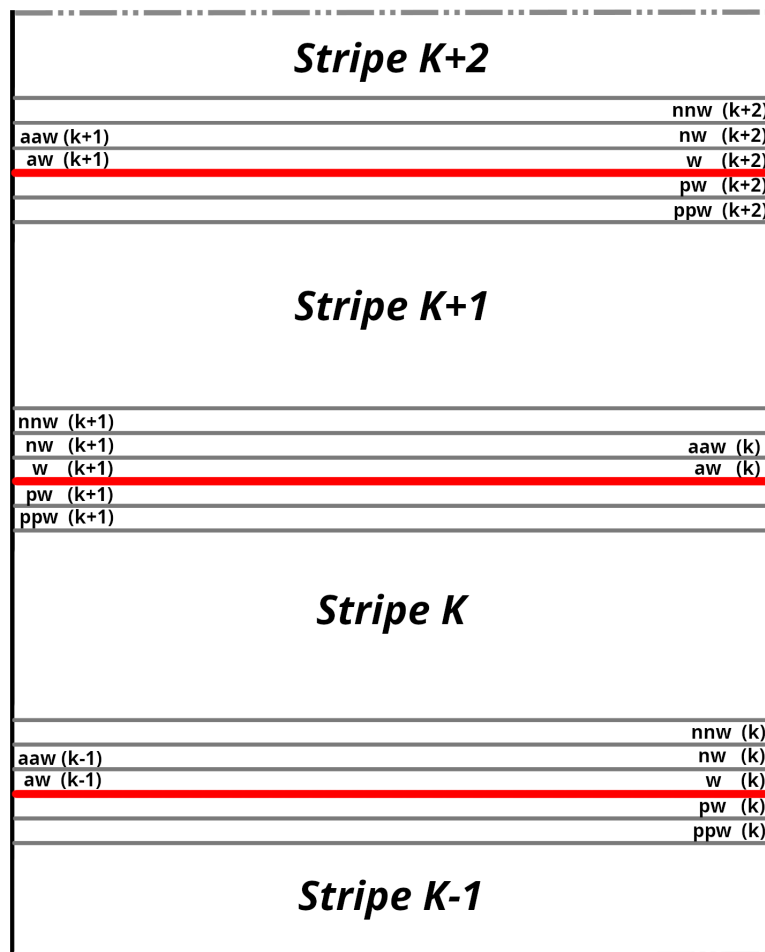 Stripe K+2
nnw (k+2)
aaw (k+1) nw (k+2)
aw (k+1) w (k+2)
pw (k+2)
ppw (k+2)
Stripe K+1
nnw (k+1)
nw (k+1) aaw (k)
w (k+1) aw (k)
pw (k+1)
ppw (k+1)
Stripe K
nnw (k)
aaw (k-1) nw (k)
aw (k-1) w (k)
pw (k)
ppw (k)
Stripe K-1